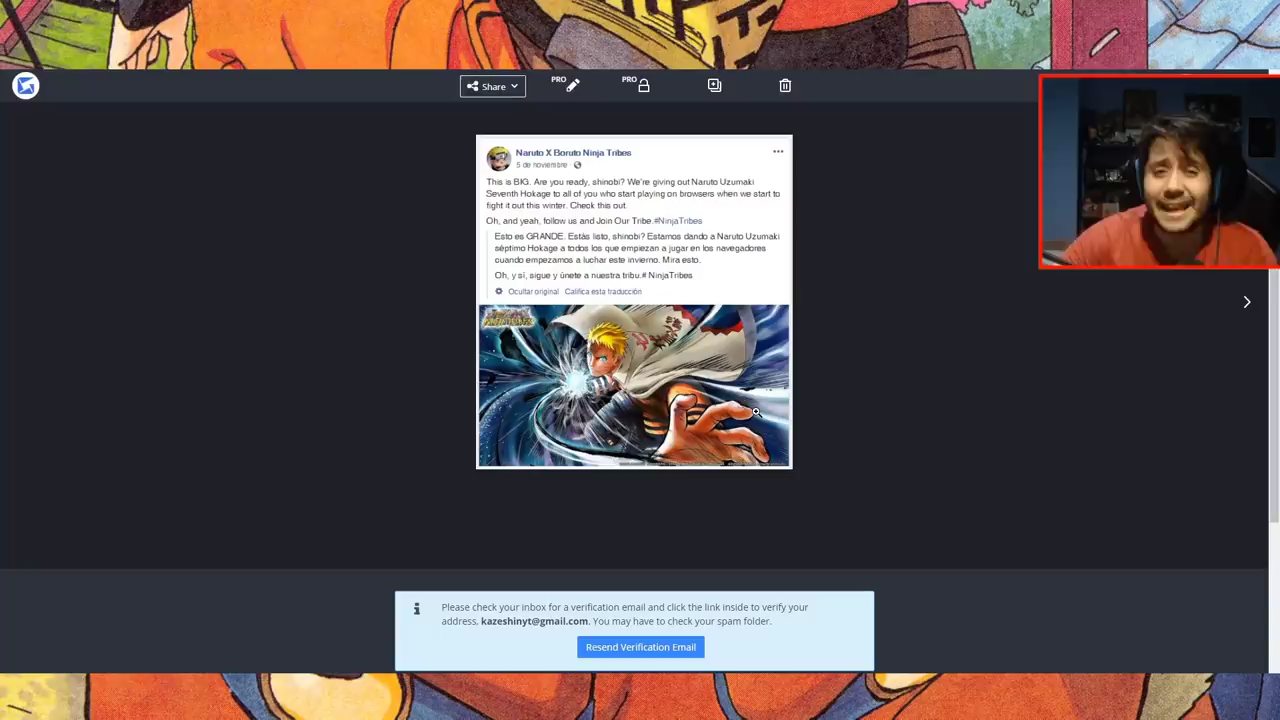 Share
PRO
PRO
Naruto X Boruto Ninja Tribes
5 de noviembre
This is BIG. Are you ready, shinobi? We're giving out Naruto Uzumaki
Seventh Hokage to all of you who start playing on browsers when we start to
fight it out this winter. Check this out.
Oh, and yeah, follow us and Join Our Tribe.#NinjaTribes
Esto es GRANDE. Estás listo, shinobi? Estamos dando a Naruto Uzumaki
séptimo Hokage a todos los que empiezan a jugar en los navegadores
cuando empezamos a luchar este invierno. Mira esto.
Oh, y sí, sigue y únete a nuestra tribu.# NinjaTribes
Ocultar original Califica esta traducción
Please check your inbox for a verification email and click the link inside to verify your
address, kazeshinyt@gmail.com. You may have to check your spam folder.
Resend Verification Email